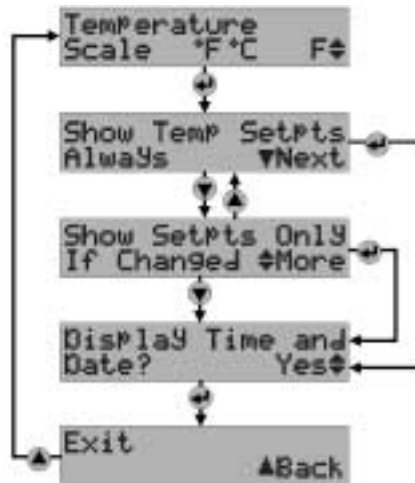 Temperature
Scale °F °C F♦
Show Temp Setpts
Always ▼Next
Show Setpts Only
If Changed ♦More
Display Time and
Date? Yes♦
Exit
▲Back